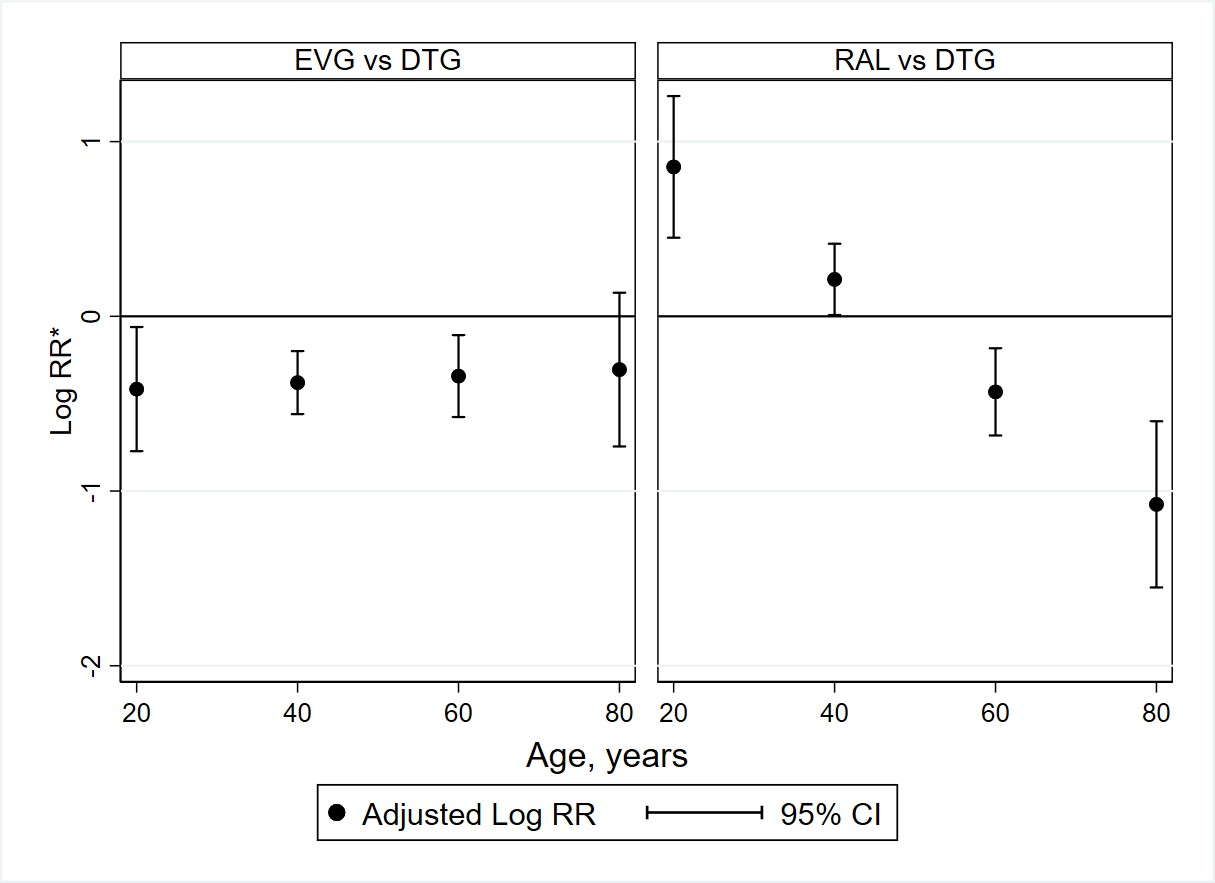 EVG vs DTG
RAL vs DTG
Log RR*
1
0
-1
-2
20 40 60 80
20 40 60 80
Age, years
Adjusted Log RR 95% CI